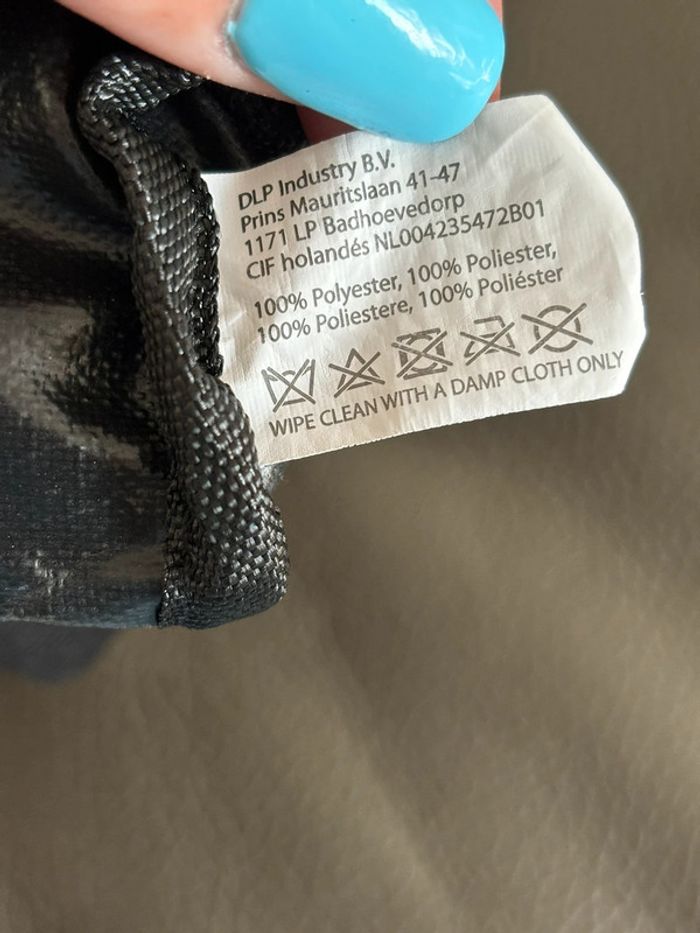 DLP Industry B.V.
Prins Mauritslaan 41-47
1171 LP Badhoevedorp
CIF holandés NL004235472B01
100% Polyester, 100% Poliester,
100% Poliestere, 100% Poliéster
WIPE CLEAN WITH A DAMP CLOTH ONLY